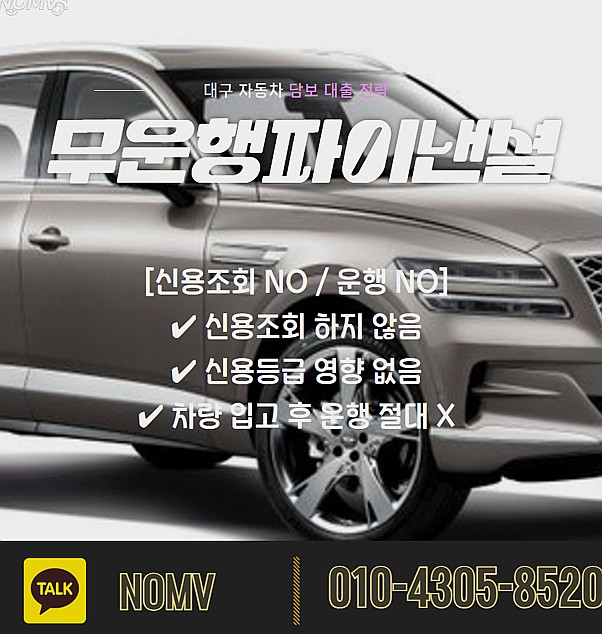 NOMV
대구 자동차 담보 대출 전략
무운행파이낸셜
[신용조회 NO / 운행 NO]
✔ 신용조회 하지 않음
✔ 신용등급 영향 없음
✔ 차량 입고 후 운행 절대 X
TALK NOMV 010-4305-8520